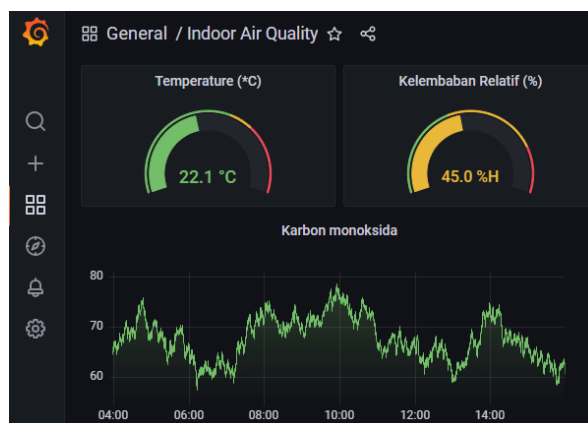 General / Indoor Air Quality
Temperature (*C)
22.1 °C
Kelembaban Relatif (%)
45.0 %H
Karbon monoksida
80
70
60
04:00 06:00 08:00 10:00 12:00 14:00